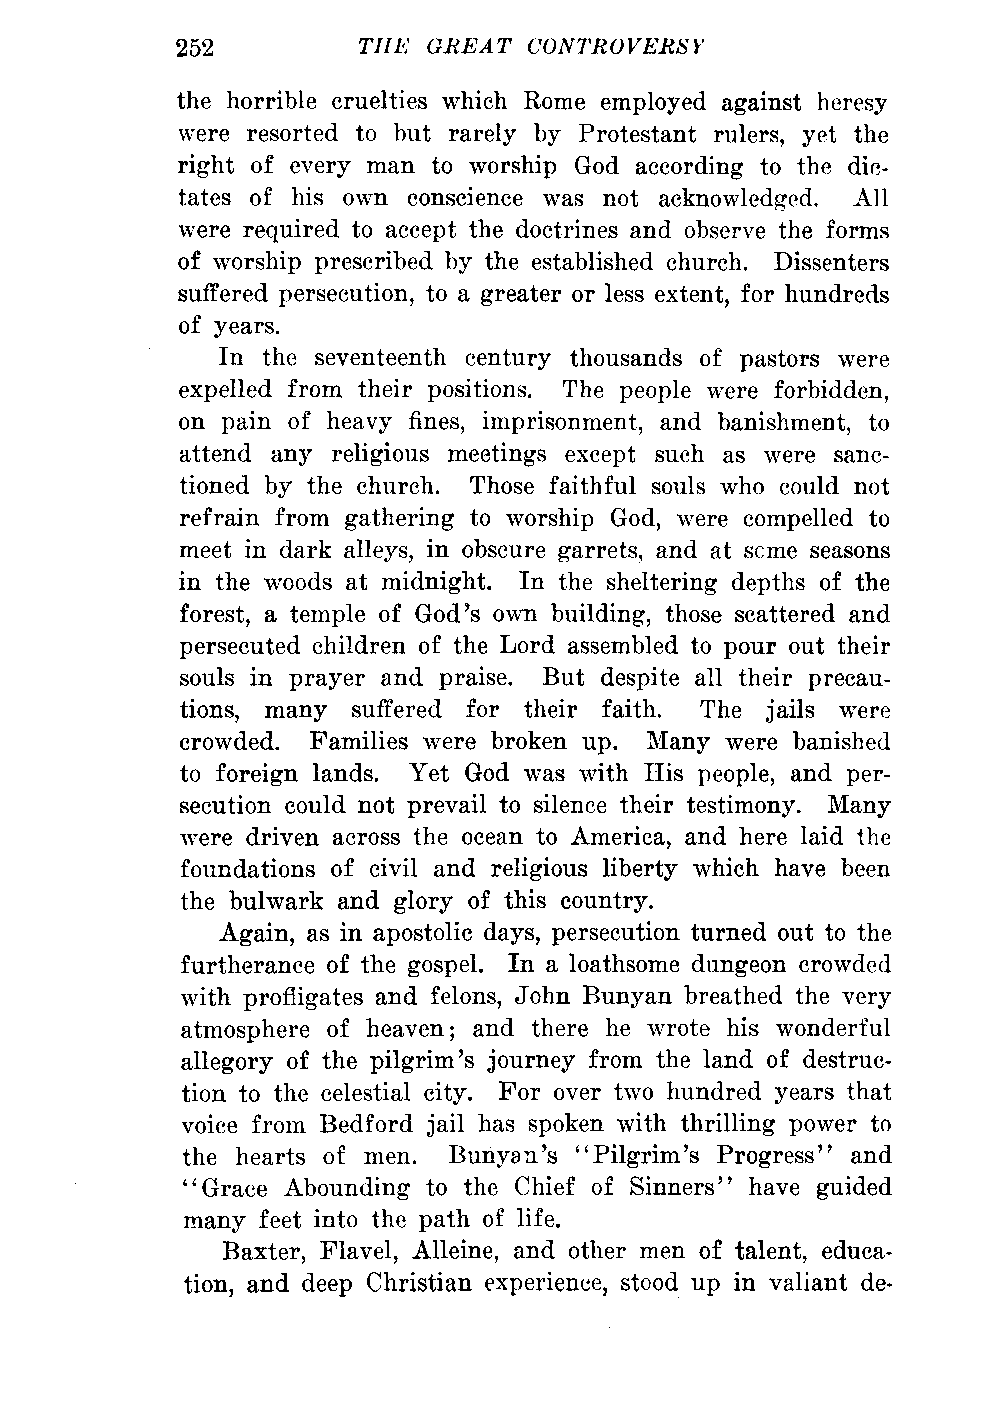 252 THE GREAT CONTROVERSY
the horrible cruelties which Rome employed against heresy
were resorted to but rarely by Protestant rulers, yet the
right of every man to worship God according to the dic-
tates of his own conscience was not acknowledged. All
were required to accept the doctrines and observe the forms
of worship prescribed by the established church. Dissenters
suffered persecution, to a greater or less extent, for hundreds
of years.
In the seventeenth century thousands of pastors were
expelled from their positions. The people were forbidden,
on pain of heavy fines, imprisonment, and banishment, to
attend any religious meetings except such as were sanc-
tioned by the church. Those faithful souls who could not
refrain from gathering to worship God, were compelled to
meet in dark alleys, in obscure garrets, and at some seasons
in the woods at midnight. In the sheltering depths of the
forest, a temple of God's own building, those scattered and
persecuted children of the Lord assembled to pour out their
souls in prayer and praise. But despite all their precau-
tions, many suffered for their faith. The jails were
crowded. Families were broken up. Many were banished
to foreign lands. Yet God was with His people, and per-
secution could not prevail to silence their testimony. Many
were driven across the ocean to America, and here laid the
foundations of civil and religious liberty which have been
the bulwark and glory of this country.
Again, as in apostolic days, persecution turned out to the
furtherance of the gospel. In a loathsome dungeon crowded
with profligates and felons, John Bunyan breathed the very
atmosphere of heaven; and there he wrote his wonderful
allegory of the pilgrim's journey from the land of destruc-
tion to the celestial city. For over two hundred years that
voice from Bedford jail has spoken with thrilling power to
the hearts of men. Bunyan's "Pilgrim's Progress" and
"Grace Abounding to the Chief of Sinners" have guided
many feet into the path of life.
Baxter, Flavel, Alleine, and other men of talent, educa-
tion, and deep Christian experience, stood up in valiant de-